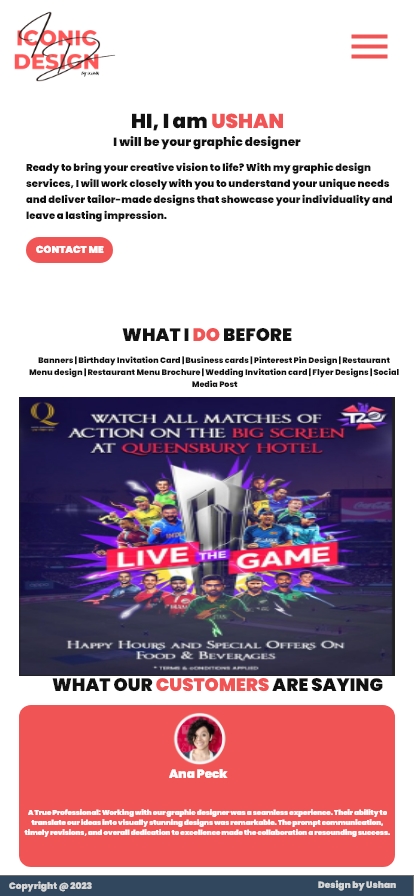 ICONIC
DESIGN
by ushan
HI, I am USHAN
I will be your graphic designer
Ready to bring your creative vision to life? With my graphic design
services, I will work closely with you to understand your unique needs
and deliver tailor-made designs that showcase your individuality and
leave a lasting impression.
CONTACT ME
WHAT I DO BEFORE
Banners | Birthday Invitation Card | Business cards | Pinterest Pin Design | Restaurant
Menu design | Restaurant Menu Brochure | Wedding Invitation card | Flyer Designs | Social
Media Post
Q
T20
WATCH ALL MATCHES OF
ACTION ON THE BIG SCREEN
AT QUEENSBURY HOTEL
LIVE THE GAME
HAPPY HOURS AND SPECIAL OFFERS ON
FOOD & BEVERAGES
* TERMS & CONDITIONS APPLIED
WHAT OUR CUSTOMERS ARE SAYING
Ana Peck
A True Professional: Working with our graphic designer was a seamless experience. Their ability to
translate our ideas into visually stunning designs was remarkable. The prompt communication,
timely revisions, and overall dedication to excellence made the collaboration a resounding success.
Copyright @ 2023
Design by Ushan